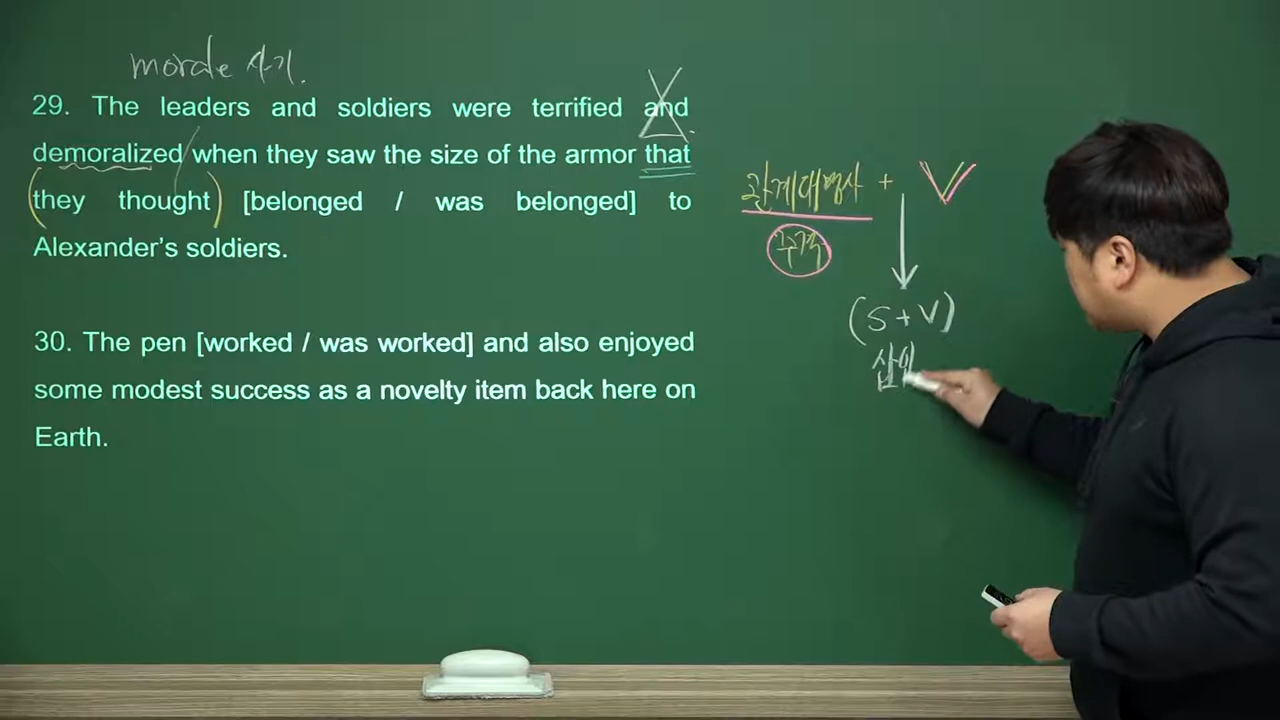 morale 사기.
29. The leaders and soldiers were terrified and
demoralized when they saw the size of the armor that
(they thought) [belonged / was belonged] to
Alexander's soldiers.
30. The pen [worked / was worked] and also enjoyed
some modest success as a novelty item back here on
Earth.
관계대명사 + V
주격
(S + V)
삽입